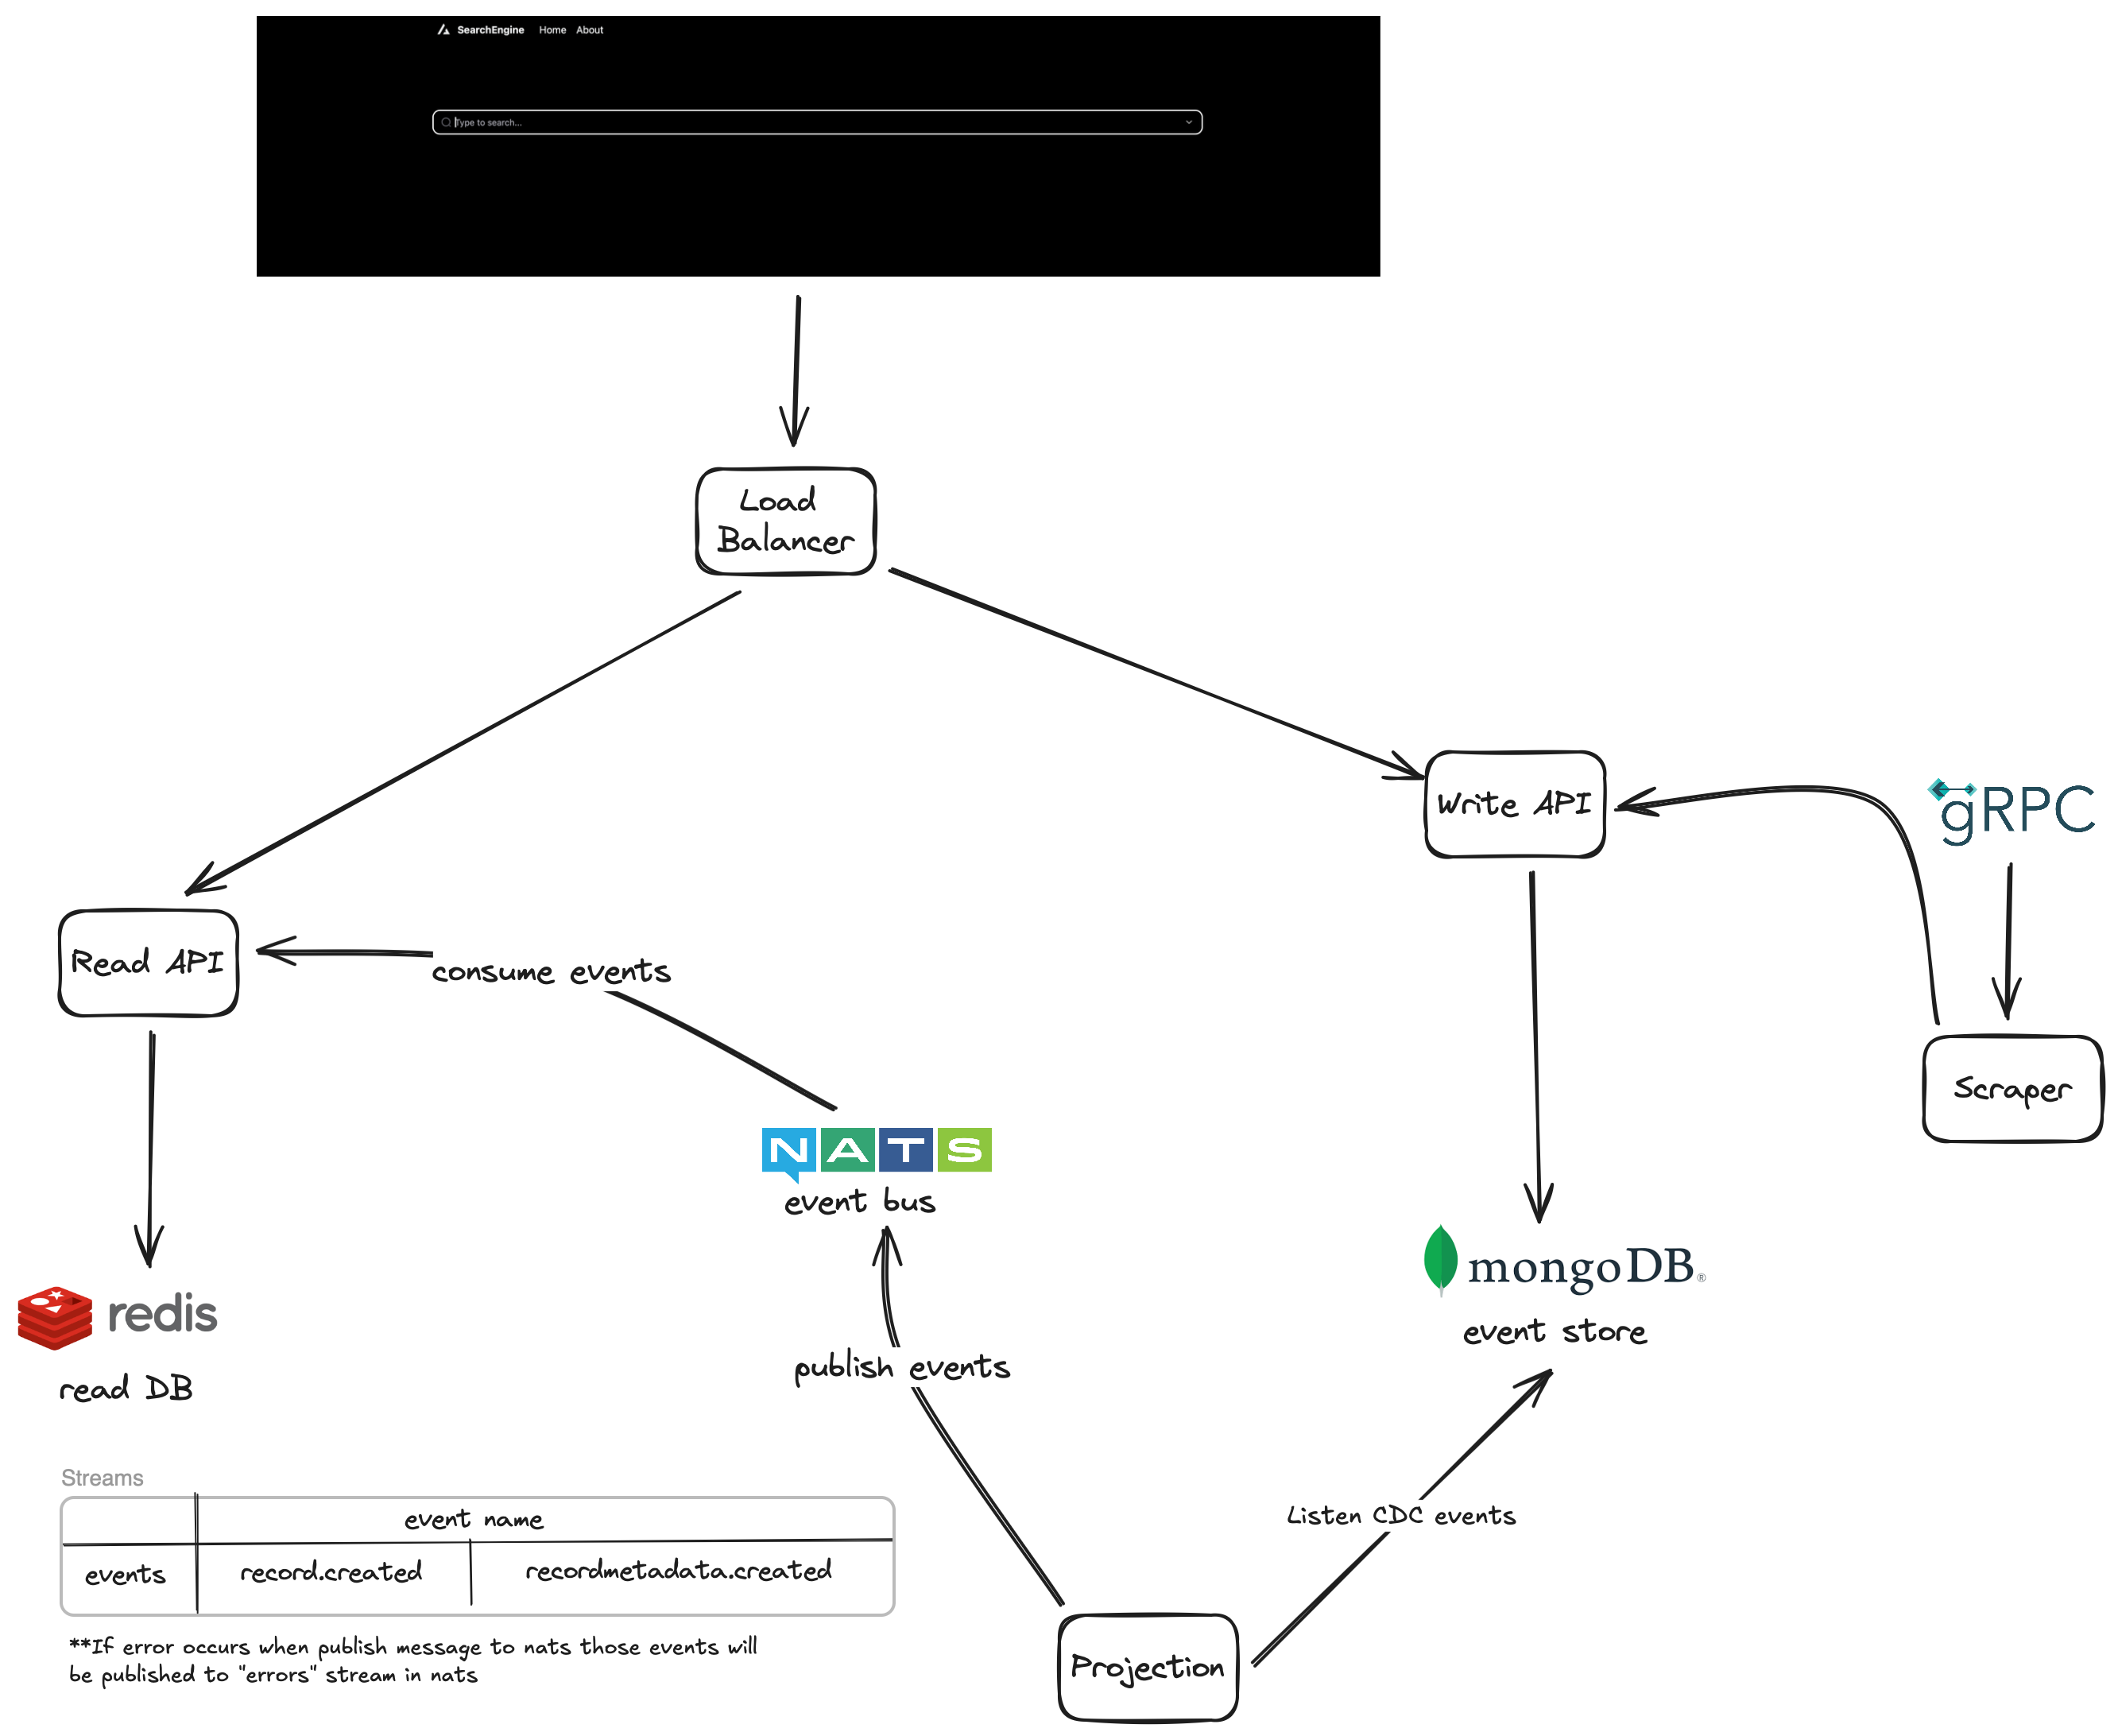 SearchEngine Home About
Type to search...
Load
Balancer
Write API
gRPC
Read API
consume events
Scraper
NATS
event bus
mongoDB®
redis
event store
publish events
read DB
Streams
event name
Listen CDC events
events record.created recordmetadata.created
**If error occurs when publish message to nats those events will
be published to "errors" stream in nats
Projection